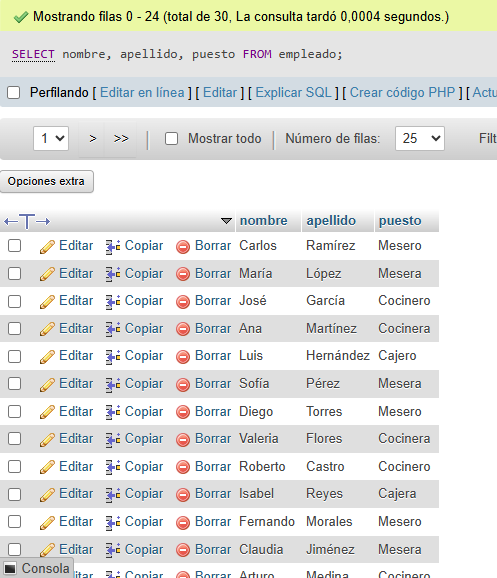 Mostrando filas 0 - 24 (total de 30, La consulta tardó 0,0004 segundos.)
SELECT nombre, apellido, puesto FROM empleado;
Perfilando [ Editar en línea ] [ Editar ] [ Explicar SQL ] [ Crear código PHP ] [ Actu
1 > >> Mostrar todo Número de filas: 25 Filt
Opciones extra
←T→ nombre apellido puesto
Editar Copiar Borrar Carlos Ramírez Mesero
Editar Copiar Borrar María López Mesera
Editar Copiar Borrar José García Cocinero
Editar Copiar Borrar Ana Martínez Cocinera
Editar Copiar Borrar Luis Hernández Cajero
Editar Copiar Borrar Sofía Pérez Mesera
Editar Copiar Borrar Diego Torres Mesero
Editar Copiar Borrar Valeria Flores Cocinera
Editar Copiar Borrar Roberto Castro Cocinero
Editar Copiar Borrar Isabel Reyes Cajera
Editar Copiar Borrar Fernando Morales Mesero
Editar Copiar Borrar Claudia Jiménez Mesera
Consola Copiar Borrar Arturo Medina Cocinero